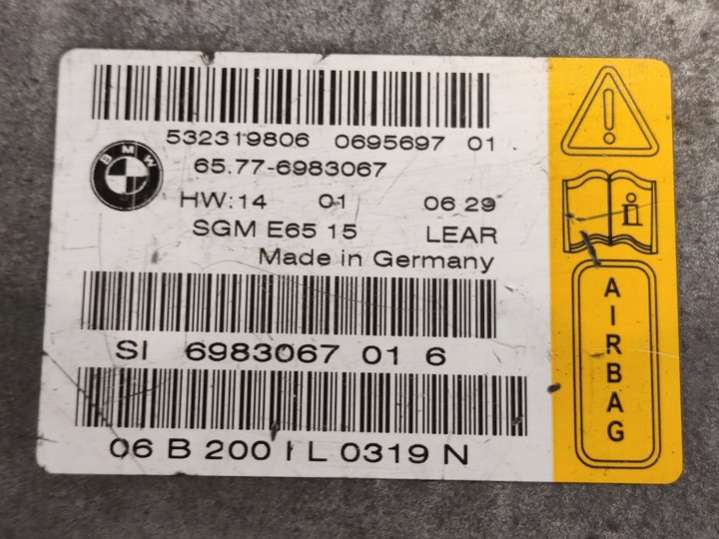 532319806 0695697 01 .
BMW
65.77-6983067
HW:14 01 06 29
SGM E65 15 LEAR
Made in Germany
SI 6983067 01 6
06 B 200 I L 0319 N
AIRBAG